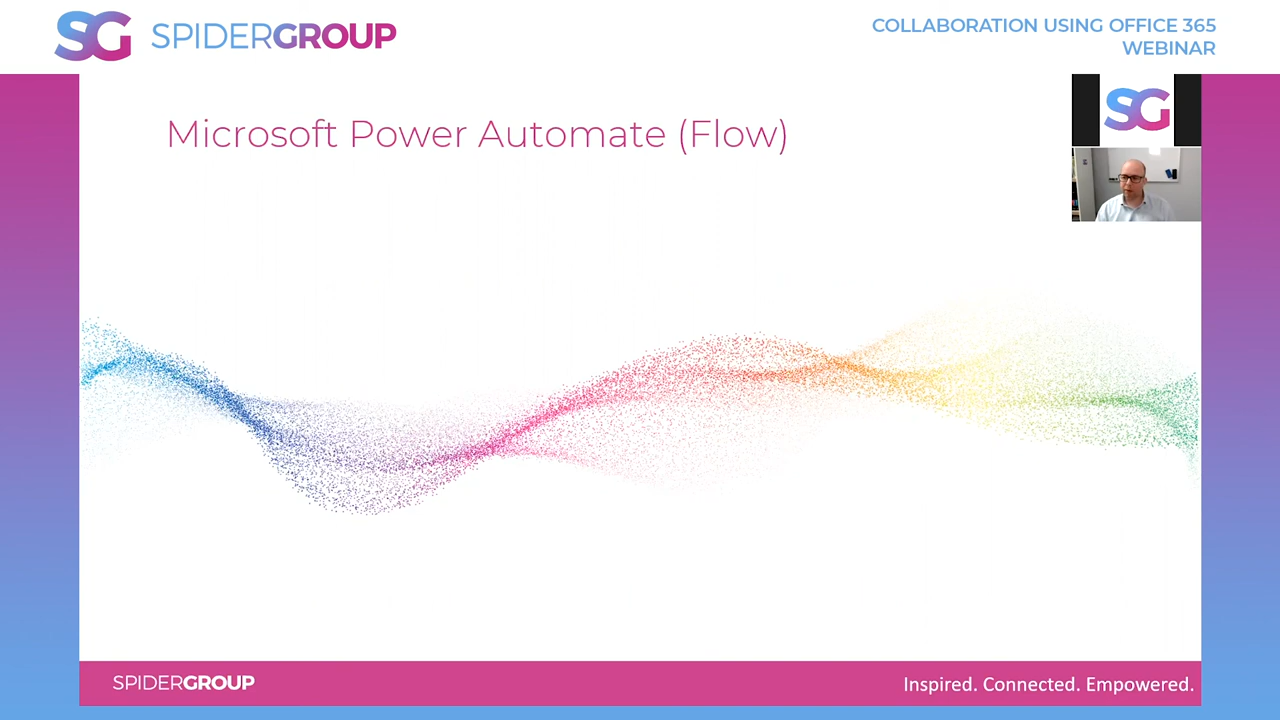 SG SPIDERGROUP
COLLABORATION USING OFFICE 365
WEBINAR
SG
Microsoft Power Automate (Flow)
SPIDERGROUP
Inspired. Connected. Empowered.